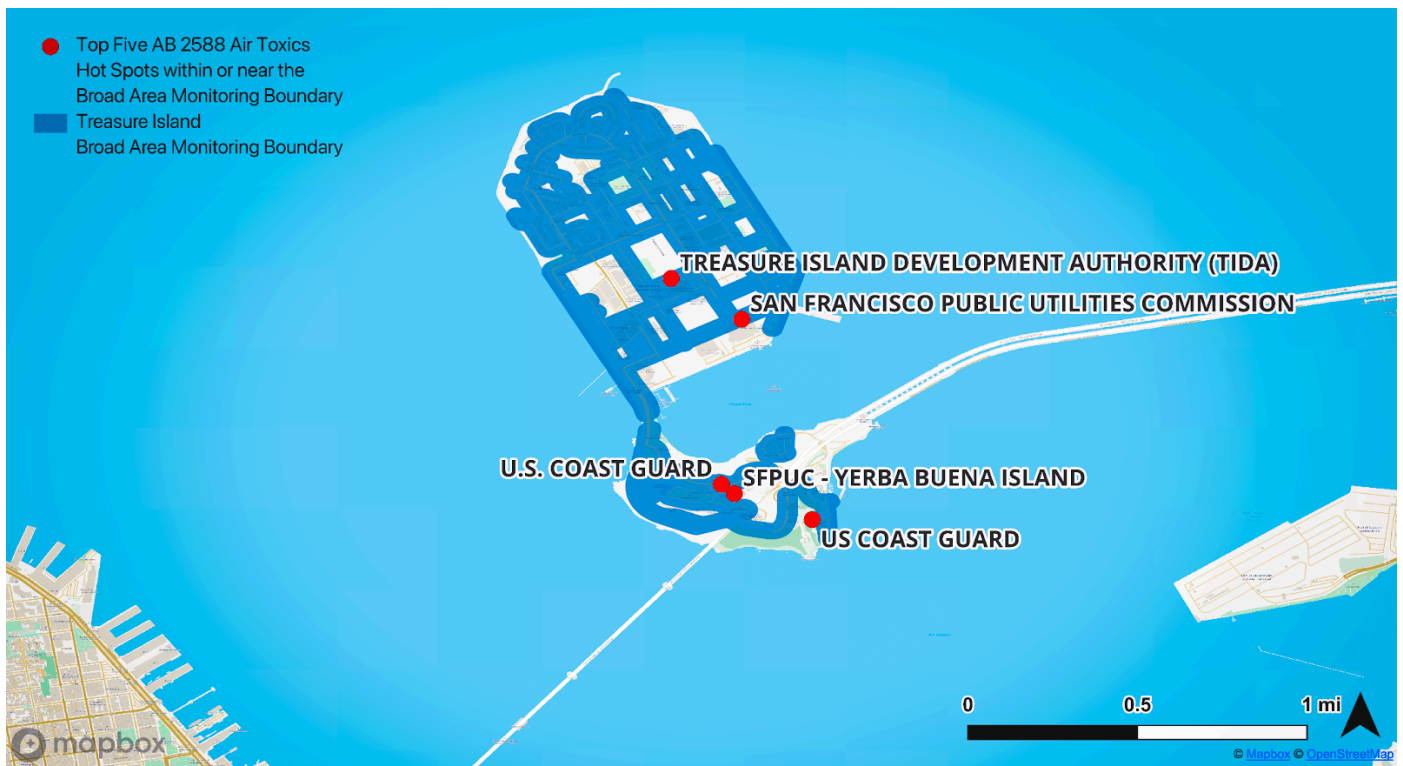 Top Five AB 2588 Air Toxics
Hot Spots within or near the
Broad Area Monitoring Boundary
Treasure Island
Broad Area Monitoring Boundary
TREASURE ISLAND DEVELOPMENT AUTHORITY (TIDA)
SAN FRANCISCO PUBLIC UTILITIES COMMISSION
U.S. COAST GUARD
SFPUC - YERBA BUENA ISLAND
US COAST GUARD
0 0.5 1 mi
mapbox
© Mapbox © OpenStreetMap